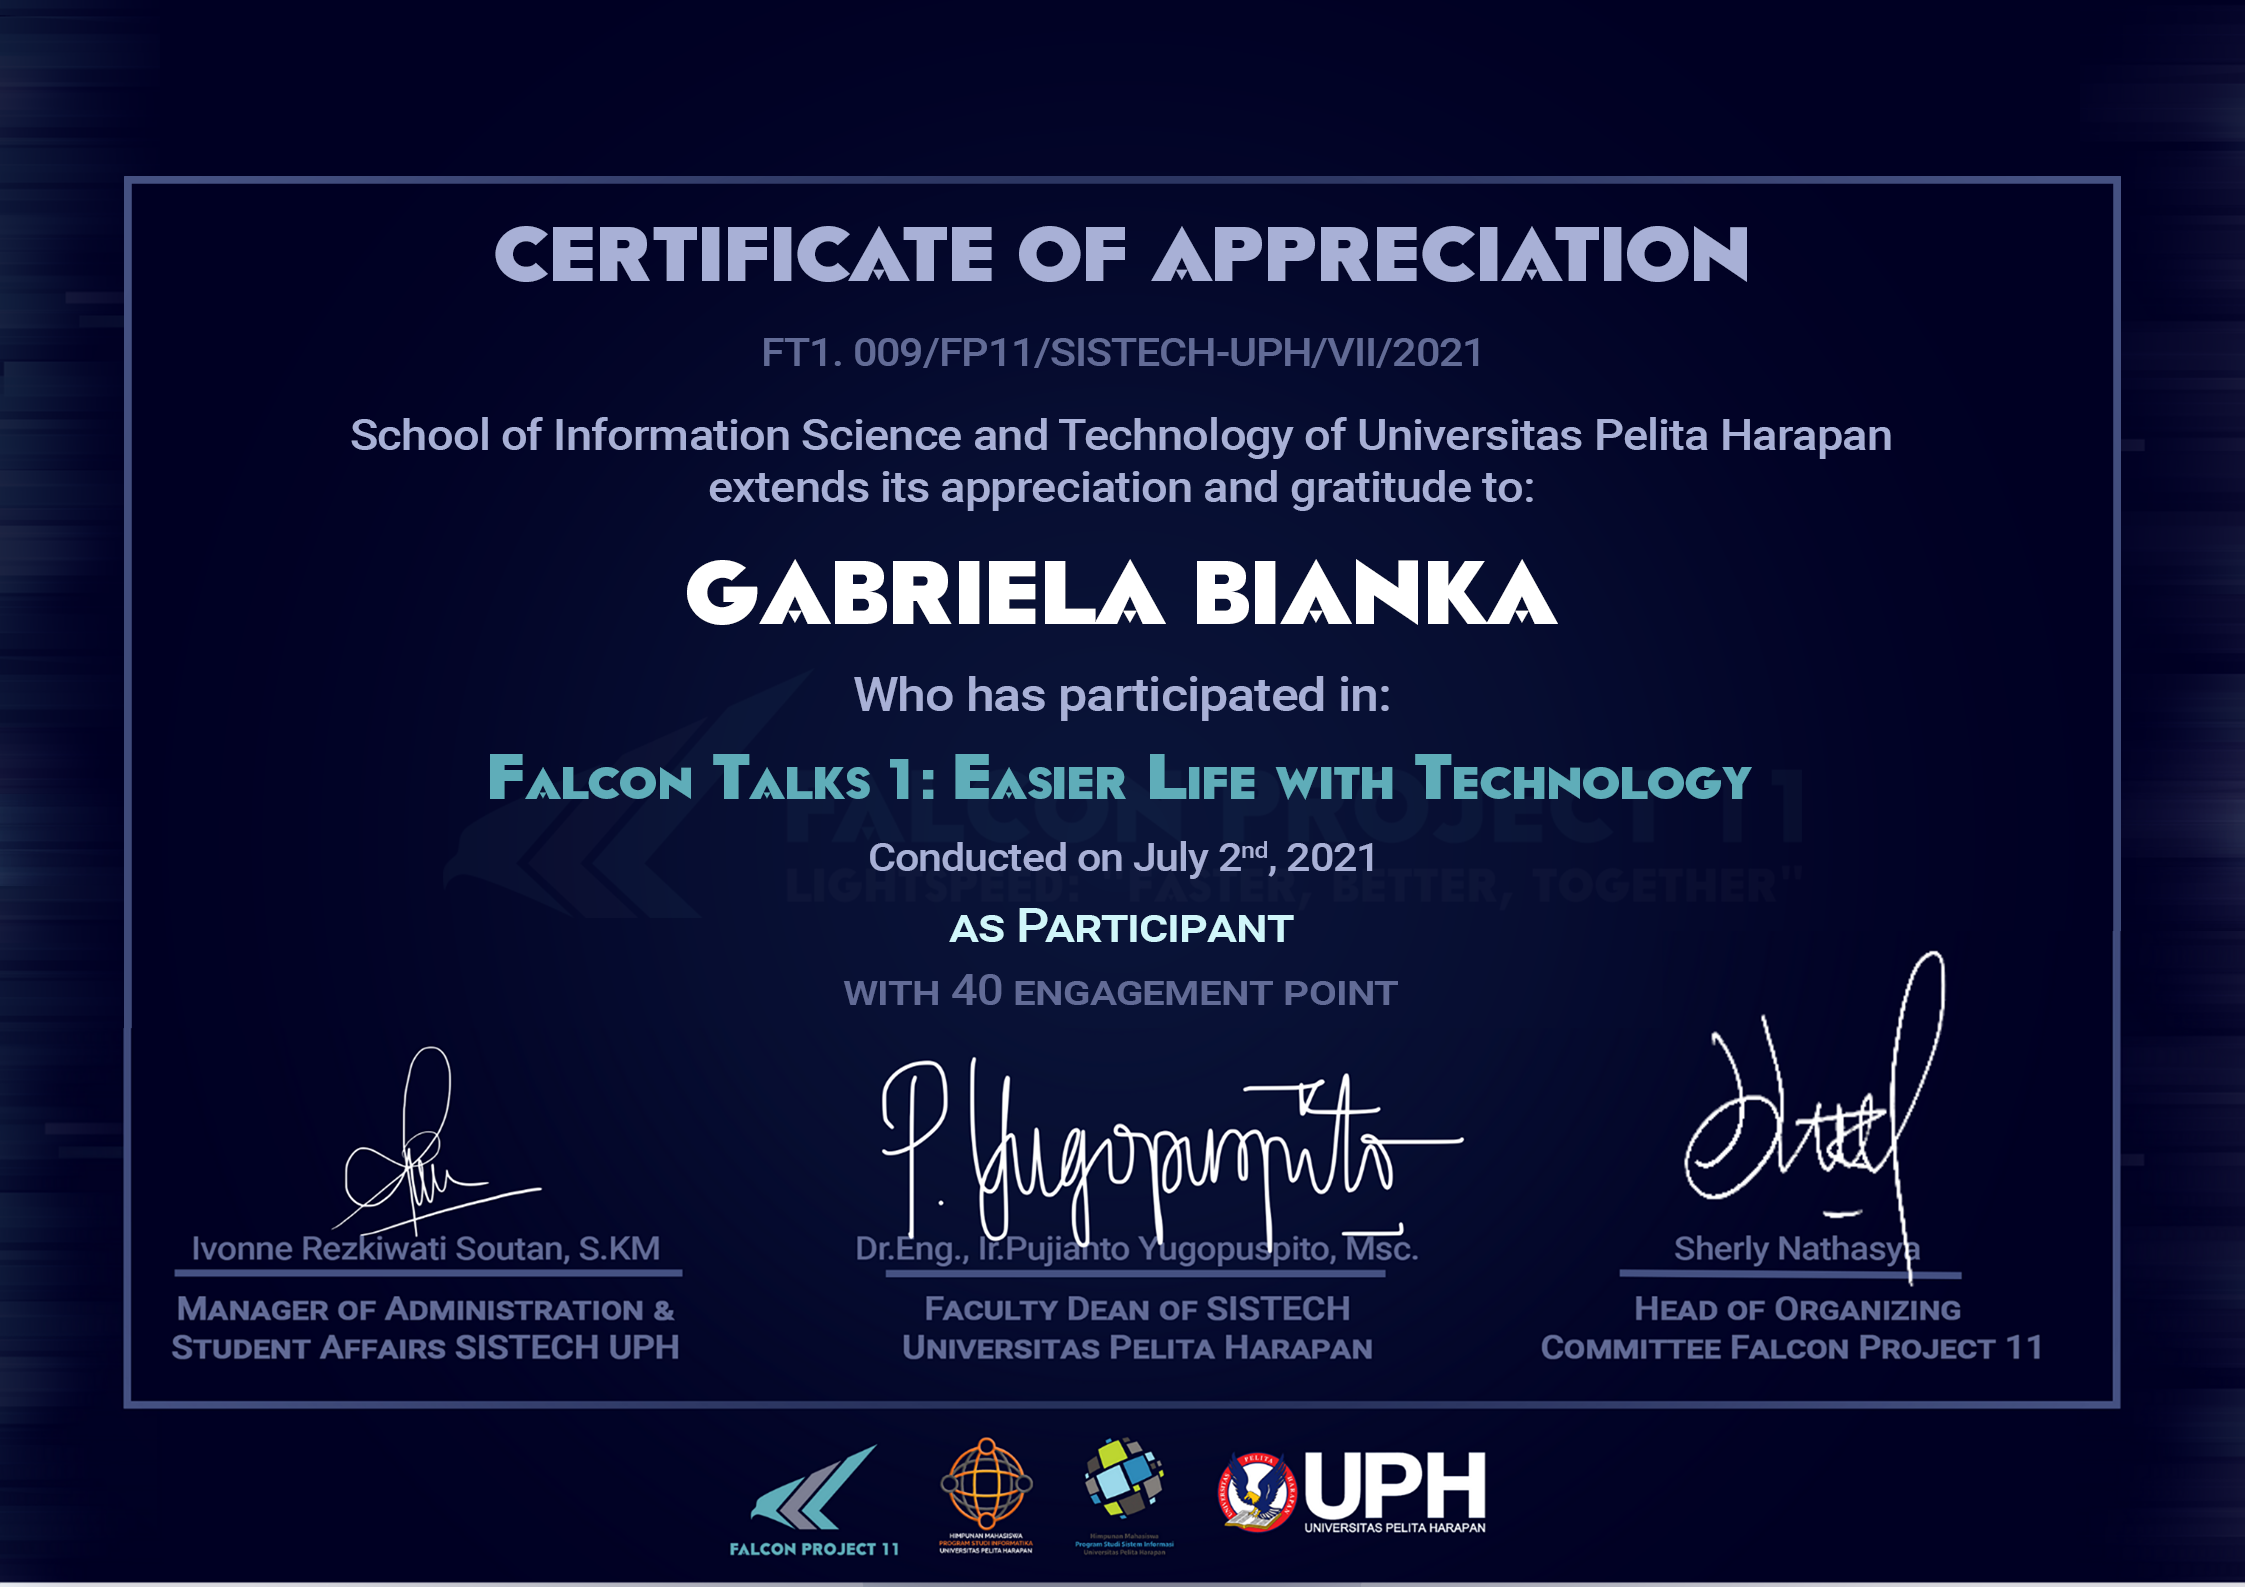 CERTIFICATE OF APPRECIATION
FT1. 009/FP11/SISTECH-UPH/VII/2021
School of Information Science and Technology of Universitas Pelita Harapan
extends its appreciation and gratitude to:
GABRIELA BIANKA
Who has participated in:
FALCON TALKS 1: EASIER LIFE WITH TECHNOLOGY
FALCON PROJECT 11
Conducted on July 2nd, 2021
LIGHTSPEED: "FASTER, BETTER, TOGETHER"
AS PARTICIPANT
WITH 40 ENGAGEMENT POINT
P. Yugopuspito
Ivonne Rezkiwati Soutan, S.KM
MANAGER OF ADMINISTRATION &
STUDENT AFFAIRS SISTECH UPH
Dr.Eng., Ir.Pujianto Yugopuspito, Msc.
FACULTY DEAN OF SISTECH
UNIVERSITAS PELITA HARAPAN
Sherly Nathasya
HEAD OF ORGANIZING
COMMITTEE FALCON PROJECT 11
FALCON PROJECT 11
HIMPUNAN MAHASISWA
PROGRAM STUDI INFORMATIKA
UNIVERSITAS PELITA HARAPAN
Himpunan Mahasiswa
Program Studi Sistem Informasi
Universitas Pelita Harapan
UNIVERSITAS PELITA HARAPAN
UPH
UNIVERSITAS PELITA HARAPAN